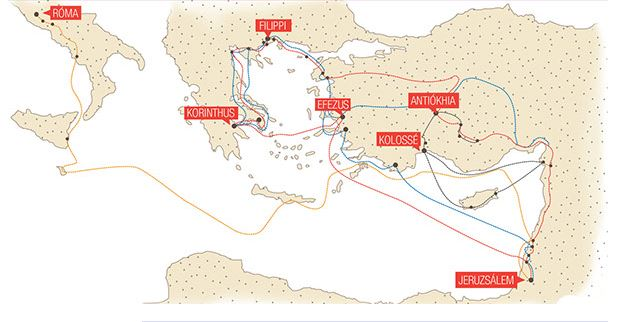 RÓMA
FILIPPI
KORINTHUS
EFEZUS
ANTIÓKHIA
KOLOSSÉ
JERUZSÁLEM